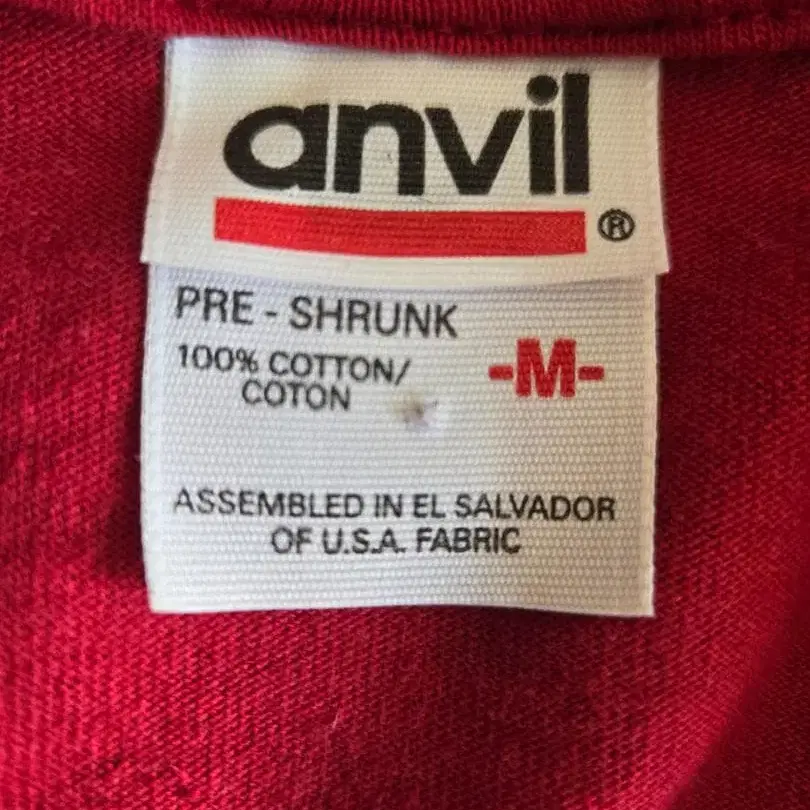 anvil®
PRE - SHRUNK
100% COTTON/
COTON
-M-
ASSEMBLED IN EL SALVADOR
OF U.S.A. FABRIC